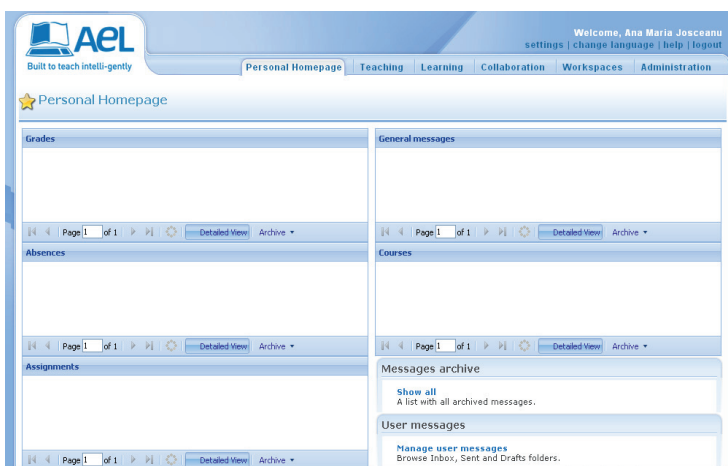 AeL
Built to teach intelli-gently
Welcome, Ana Maria Josceanu
settings | change language | help | logout
Personal Homepage Teaching Learning Collaboration Workspaces Administration
Personal Homepage
Grades
Page 1 of 1 Detailed View Archive
General messages
Page 1 of 1 Detailed View Archive
Absences
Page 1 of 1 Detailed View Archive
Courses
Page 1 of 1 Detailed View Archive
Assignments
Page 1 of 1 Detailed View Archive
Messages archive
Show all
A list with all archived messages.
User messages
Manage user messages
Browse Inbox, Sent and Drafts folders.